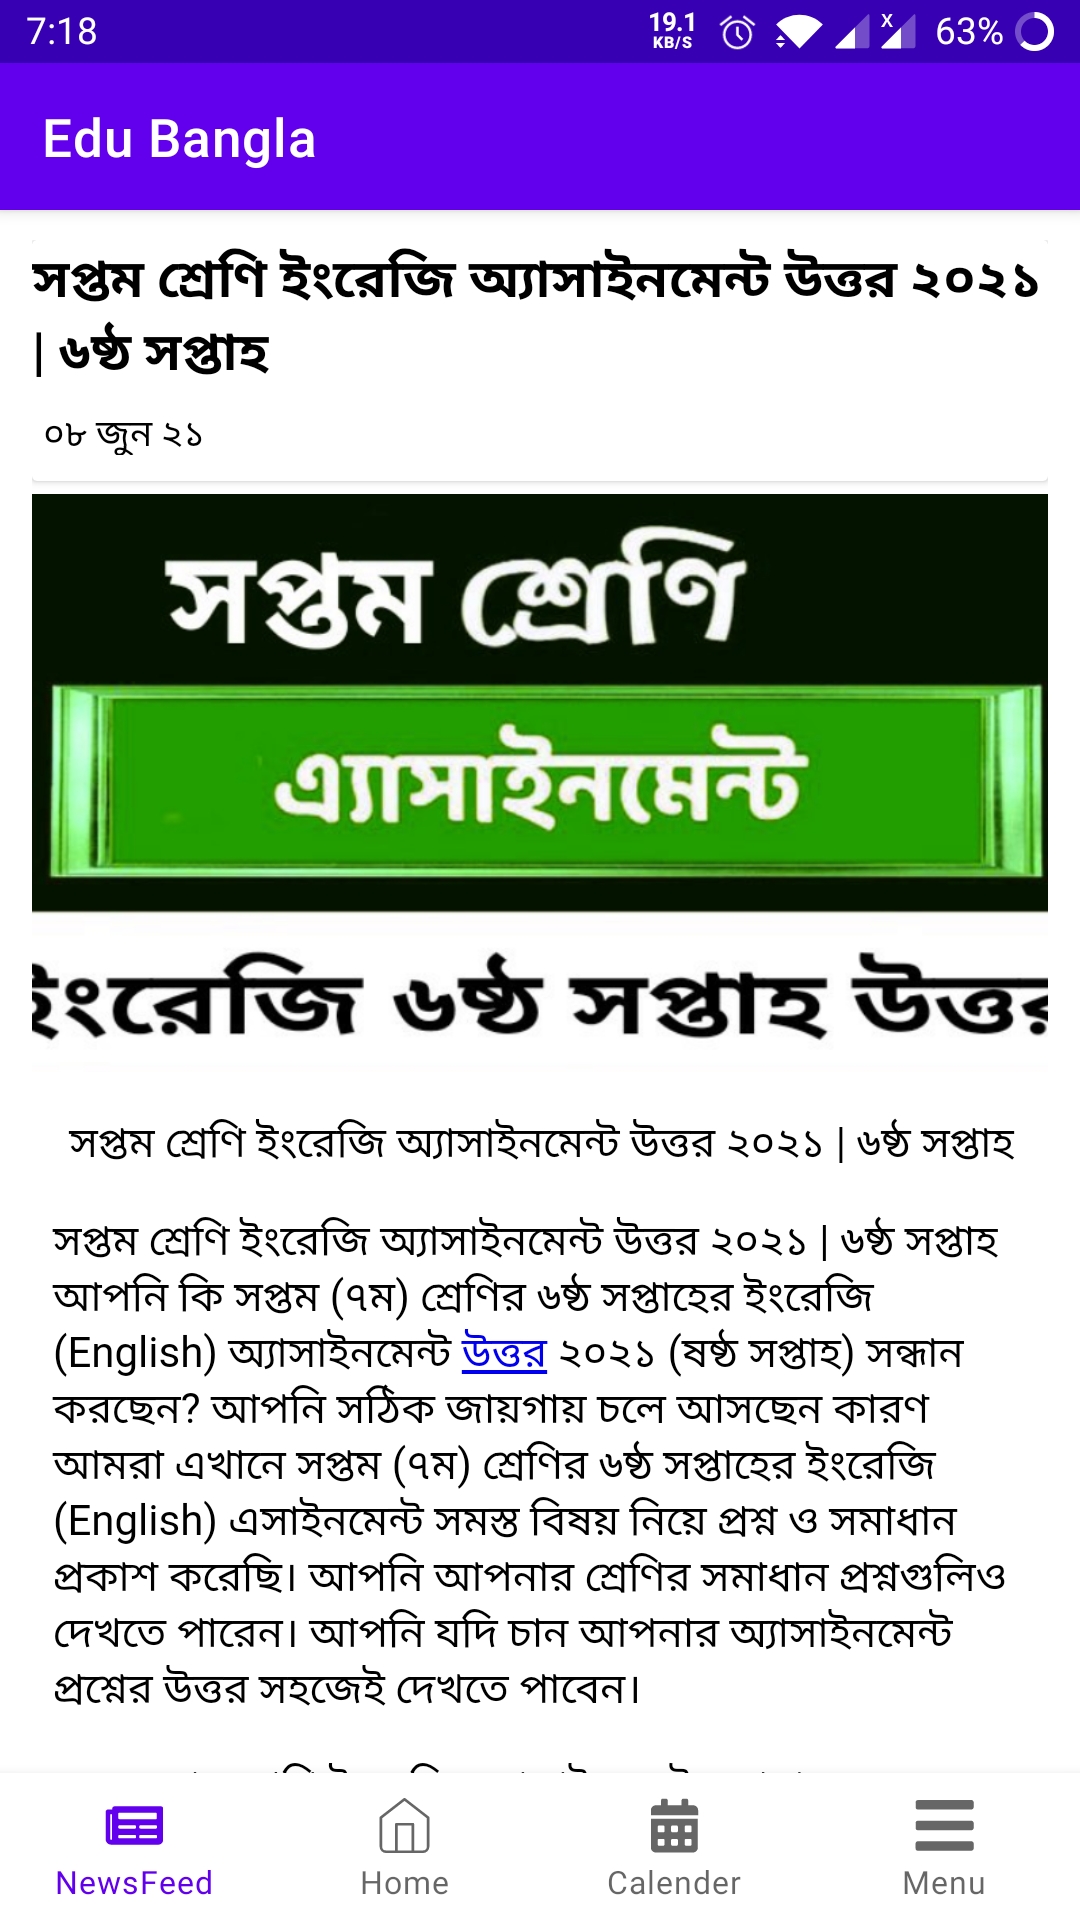 7:18
19.1
KB/S
X
63%
Edu Bangla
সপ্তম শ্রেণি ইংরেজি অ্যাসাইনমেন্ট উত্তর ২০২১
| ৬ষ্ঠ সপ্তাহ
০৮ জুন ২১
সপ্তম শ্রেণি
এ্যাসাইনমেন্ট
ইংরেজি ৬ষ্ঠ সপ্তাহ উত্তর
সপ্তম শ্রেণি ইংরেজি অ্যাসাইনমেন্ট উত্তর ২০২১ | ৬ষ্ঠ সপ্তাহ
সপ্তম শ্রেণি ইংরেজি অ্যাসাইনমেন্ট উত্তর ২০২১ | ৬ষ্ঠ সপ্তাহ
আপনি কি সপ্তম (৭ম) শ্রেণির ৬ষ্ঠ সপ্তাহের ইংরেজি
(English) অ্যাসাইনমেন্ট উত্তর ২০২১ (ষষ্ঠ সপ্তাহ) সন্ধান
করছেন? আপনি সঠিক জায়গায় চলে আসছেন কারণ
আমরা এখানে সপ্তম (৭ম) শ্রেণির ৬ষ্ঠ সপ্তাহের ইংরেজি
(English) এসাইনমেন্ট সমস্ত বিষয় নিয়ে প্রশ্ন ও সমাধান
প্রকাশ করেছি। আপনি আপনার শ্রেণির সমাধান প্রশ্নগুলিও
দেখতে পারেন। আপনি যদি চান আপনার অ্যাসাইনমেন্ট
প্রশ্নের উত্তর সহজেই দেখতে পাবেন।
NewsFeed
Home
Calender
Menu